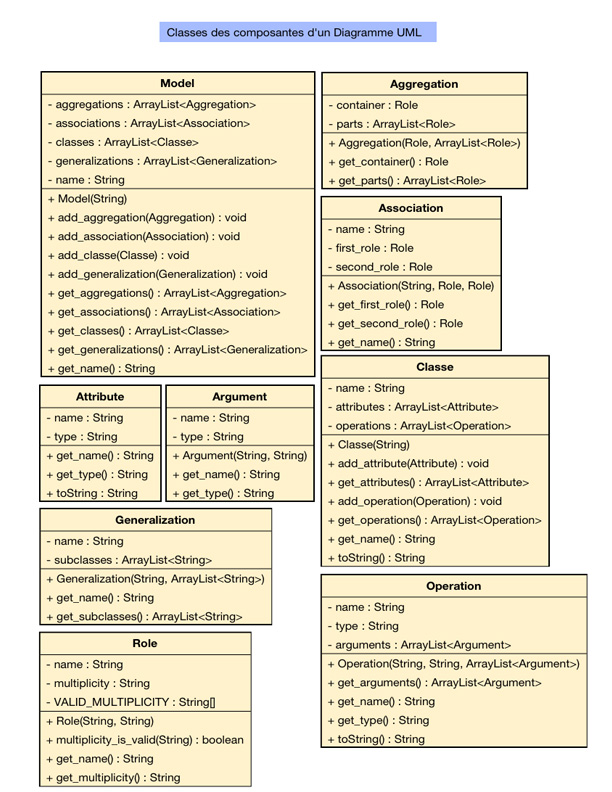 Classes des composantes d'un Diagramme UML
Model
- aggregations : ArrayList<Aggregation>
- associations : ArrayList<Association>
- classes : ArrayList<Classe>
- generalizations : ArrayList<Generalization>
- name : String
+ Model(String)
+ add_aggregation(Aggregation) : void
+ add_association(Association) : void
+ add_classe(Classe) : void
+ add_generalization(Generalization) : void
+ get_aggregations() : ArrayList<Aggregation>
+ get_associations() : ArrayList<Association>
+ get_classes() : ArrayList<Classe>
+ get_generalizations() : ArrayList<Generalization>
+ get_name() : String
Aggregation
- container : Role
- parts : ArrayList<Role>
+ Aggregation(Role, ArrayList<Role>)
+ get_container() : Role
+ get_parts() : ArrayList<Role>
Association
- name : String
- first_role : Role
- second_role : Role
+ Association(String, Role, Role)
+ get_first_role() : Role
+ get_second_role() : Role
+ get_name() : String
Attribute
- name : String
- type : String
+ get_name() : String
+ get_type() : String
+ toString : String
Argument
- name : String
- type : String
+ Argument(String, String)
+ get_name() : String
+ get_type() : String
Classe
- name : String
- attributes : ArrayList<Attribute>
- operations : ArrayList<Operation>
+ Classe(String)
+ add_attribute(Attribute) : void
+ get_attributes() : ArrayList<Attribute>
+ add_operation(Operation) : void
+ get_operations() : ArrayList<Operation>
+ get_name() : String
+ toString() : String
Generalization
- name : String
- subclasses : ArrayList<String>
+ Generalization(String, ArrayList<String>)
+ get_name() : String
+ get_subclasses() : ArrayList<String>
Role
- name : String
- multiplicity : String
- VALID_MULTIPLICITY : String[]
+ Role(String, String)
+ multiplicity_is_valid(String) : boolean
+ get_name() : String
+ get_multiplicity() : String
Operation
- name : String
- type : String
- arguments : ArrayList<Argument>
+ Operation(String, String, ArrayList<Argument>)
+ get_arguments() : ArrayList<Argument>
+ get_name() : String
+ get_type() : String
+ toString() : String